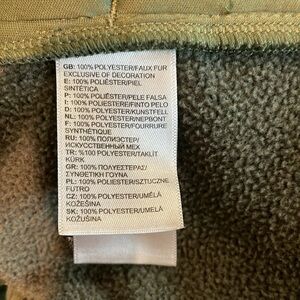 GB: 100% POLYESTER/FAUX FUR
EXCLUSIVE OF DECORATION
E: 100% POLIÉSTER/PIEL
SINTÉTICA
P: 100% POLIÉSTER/PELE FALSA
I: 100% POLIESTERE/FINTO PELO
D: 100% POLYESTER/KUNSTFELL
NL: 100% POLYESTER/NEPBONT
F: 100% POLYESTER/FOURRURE
SYNTHÉTIQUE
RU: 100% ПОЛИЭСТЕР/
ИСКУССТВЕННЫЙ МЕХ
TR: %100 POLYESTER/TAKLİT
KÜRK
GR: 100% ΠΟΛΥΕΣΤΕΡΑΣ/
ΣΥΝΘΕΤΙΚΗ ΓΟΥΝΑ
PL: 100% POLYESTER/SZTUCZNE
FUTRO
CZ: 100% POLYESTER/UMĚLÁ
KOŽEŠINA
SK: 100% POLYESTER/UMELÁ
KOŽUŠINA